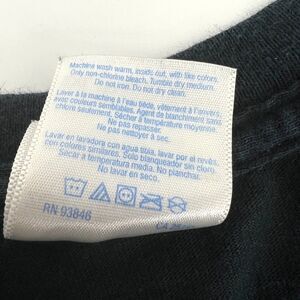 Machine wash warm, inside out, with like colors.
Only non-chlorine bleach. Tumble dry medium.
Do not iron. Do not dry clean.
Laver à la machine à l'eau tiède, vêtement à l'envers,
avec couleurs semblables. Agent de blanchiment sans
chlore seulement. Sécher à température moyenne.
Ne pas repasser.
Ne pas nettoyer à sec.
Lavar en lavadora con agua tibia, lavar por el revés
con colores similares. Solo blanqueador sin cloro.
Secar a temperatura media. No planchar.
No lavar en seco.
RN 93846
CA